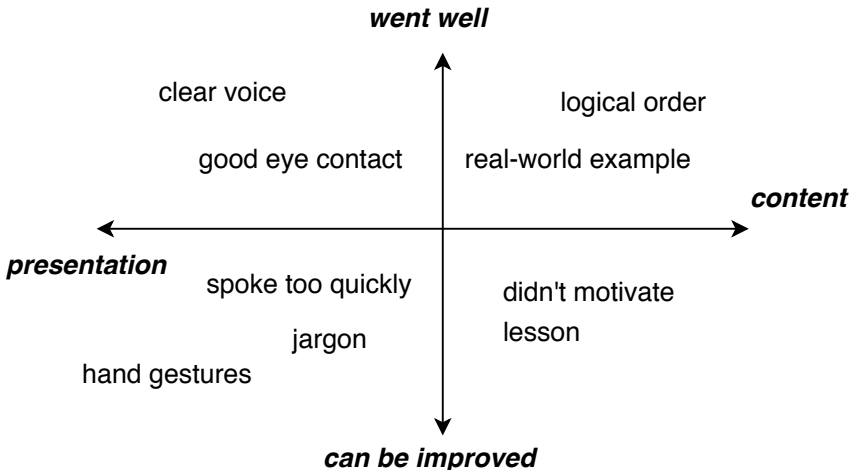 went well
clear voice
logical order
good eye contact
real-world example
content
presentation
spoke too quickly
didn't motivate
lesson
jargon
hand gestures
can be improved